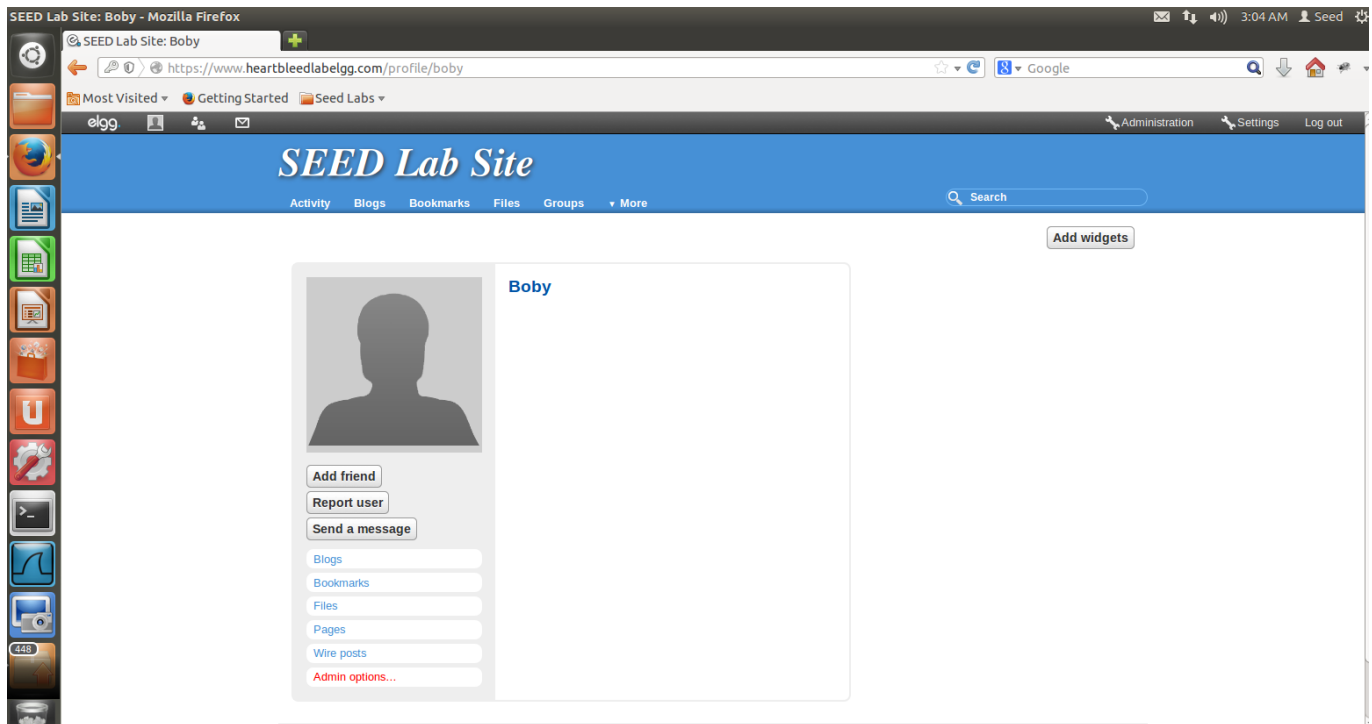 SEED Lab Site: Boby - Mozilla Firefox
3:04 AM Seed
SEED Lab Site: Boby
https://www.heartbleedlabelgg.com/profile/boby
Google
Most Visited Getting Started Seed Labs
elgg. Administration Settings Log out
SEED Lab Site
Activity Blogs Bookmarks Files Groups ▼ More
Search
Add widgets
Boby
Add friend
Report user
Send a message
Blogs
Bookmarks
Files
Pages
Wire posts
Admin options...
448